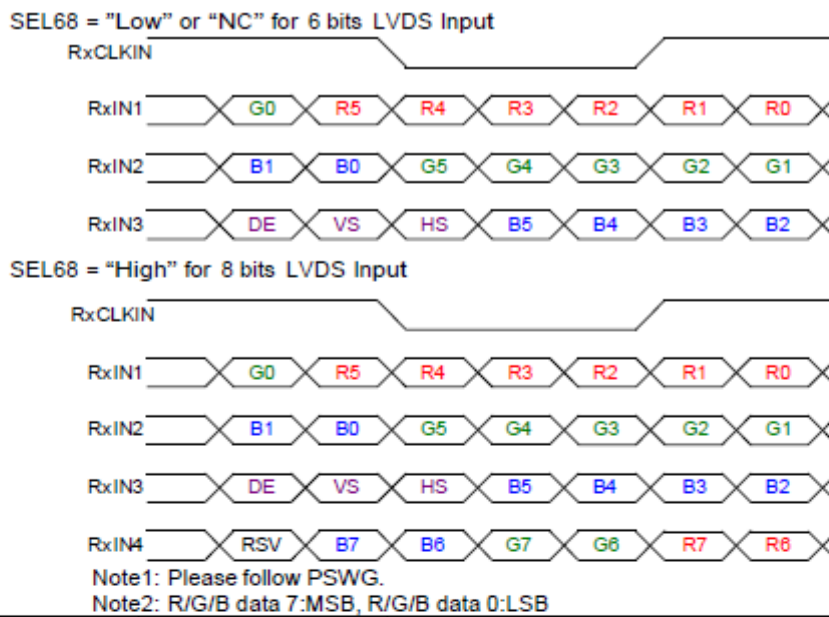 SEL68 = "Low" or “NC” for 6 bits LVDS Input
RxCLKIN
RxIN1 G0 R5 R4 R3 R2 R1 R0
RxIN2 B1 B0 G5 G4 G3 G2 G1
RxIN3 DE VS HS B5 B4 B3 B2
SEL68 = “High” for 8 bits LVDS Input
RxCLKIN
RxIN1 G0 R5 R4 R3 R2 R1 R0
RxIN2 B1 B0 G5 G4 G3 G2 G1
RxIN3 DE VS HS B5 B4 B3 B2
RxIN4 RSV B7 B6 G7 G6 R7 R6
Note1: Please follow PSWG.
Note2: R/G/B data 7:MSB, R/G/B data 0:LSB